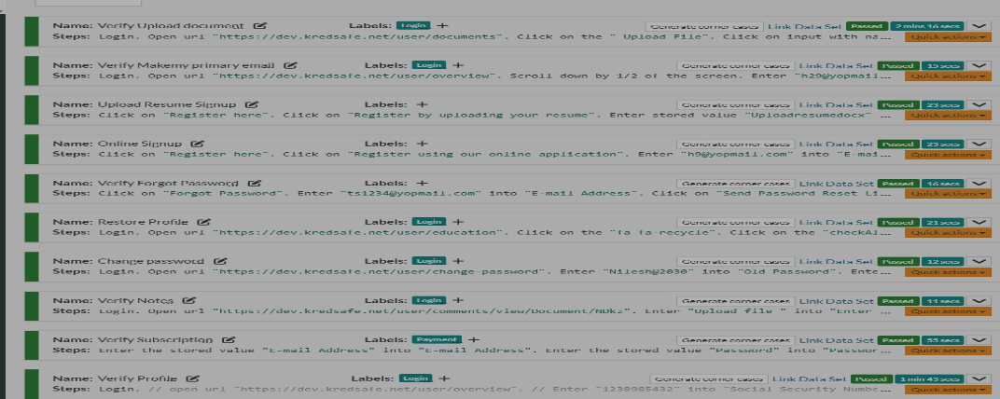 Name: Verify Upload document Labels: Login + Generate corner cases Link Data Set Passed 2 mins 16 secs
Steps: Login. Open url "https://dev.kredsafe.net/user/documents". Click on the " Upload File". Click on input with na... Quick actions
Name: Verify Makemy primary email Labels: Login + Generate corner cases Link Data Set Passed 15 secs
Steps: Login. Open url "https://dev.kredsafe.net/user/overview". Scroll down by 1/2 of the screen. Enter "h29@yopmail... Quick actions
Name: Upload Resume Signup Labels: + Generate corner cases Link Data Set Passed 23 secs
Steps: Click on "Register here". Click on "Register by uploading your resume". Enter stored value "Uploadresumedocx" ... Quick actions
Name: Online Signup Labels: + Generate corner cases Link Data Set Passed 23 secs
Steps: Click on "Register here". Click on "Register using our online application". Enter "h9@yopmail.com" into "E-mai... Quick actions
Name: Verify Forgot Password Labels: + Generate corner cases Link Data Set Passed 16 secs
Steps: Click on "Forgot Password". Enter "ts1234@yopmail.com" into "E-mail Address". Click on "Send Password Reset Li... Quick actions
Name: Restore Profile Labels: Login + Generate corner cases Link Data Set Passed 21 secs
Steps: Login. Open url "https://dev.kredsafe.net/user/education". Click on the "fa fa-recycle". Click on the "checkAl... Quick actions
Name: Change password Labels: Login + Generate corner cases Link Data Set Passed 12 secs
Steps: Login. Open url "https://dev.kredsafe.net/user/change-password". Enter "Nilesh@2030" into "Old Password". Ente... Quick actions
Name: Verify Notes Labels: Login + Generate corner cases Link Data Set Passed 11 secs
Steps: Login. Open url "https://dev.kredsafe.net/user/comments/view/Document/NDkz". Enter "Upload file " into "Enter ... Quick actions
Name: Verify Subscription Labels: Payment + Generate corner cases Link Data Set Passed 55 secs
Steps: Enter the stored value "E-mail Address" into "E-mail Address". Enter the stored value "Password" into "Passwor... Quick actions
Name: Verify Profile Labels: Login + Generate corner cases Link Data Set Passed 1 min 43 secs
Steps: Login. // open url "https://dev.kredsafe.net/user/overview". // Enter "1238985432" into "Social Security Numbe... Quick actions